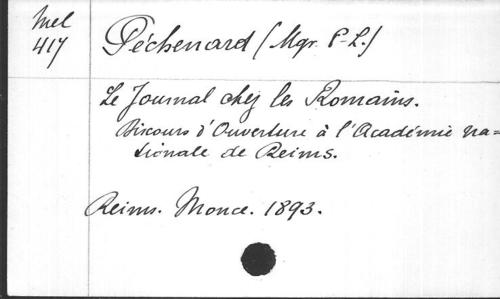 Mel
417
Péchenard (Mgr. P-L.)
Le Journal chez les Romains.
Discours d'Ouverture à l'Académie na=
tionale de Reims.
Reims. Monce. 1893.